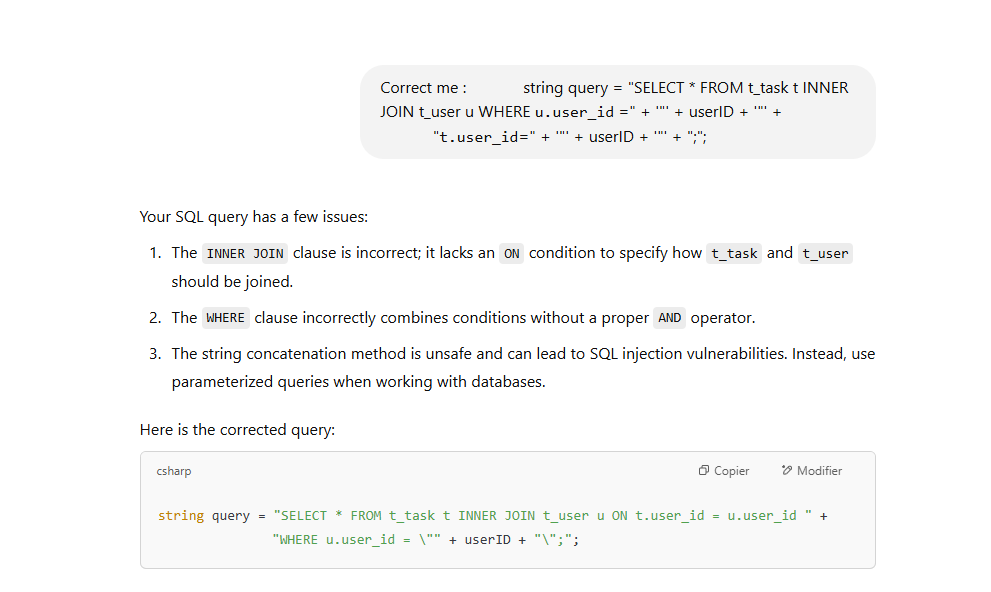 Correct me : string query = "SELECT * FROM t_task t INNER
JOIN t_user u WHERE u.user_id =" + '"' + userID + '"' +
"t.user_id=" + '"' + userID + '"' + ";";
Your SQL query has a few issues:
1. The INNER JOIN clause is incorrect; it lacks an ON condition to specify how t_task and t_user
should be joined.
2. The WHERE clause incorrectly combines conditions without a proper AND operator.
3. The string concatenation method is unsafe and can lead to SQL injection vulnerabilities. Instead, use
parameterized queries when working with databases.
Here is the corrected query:
csharp Copier Modifier
string query = "SELECT * FROM t_task t INNER JOIN t_user u ON t.user_id = u.user_id " +
"WHERE u.user_id = \"" + userID + "\";";